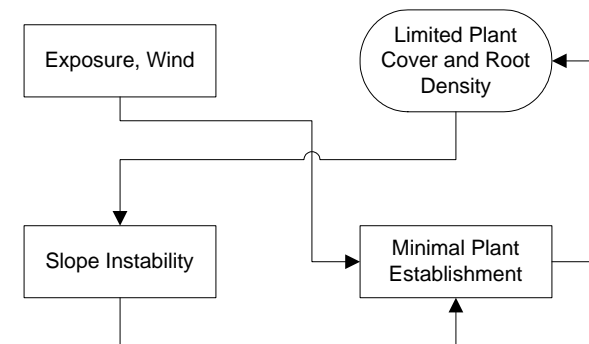 Exposure, Wind
Limited Plant
Cover and Root
Density
Slope Instability
Minimal Plant
Establishment